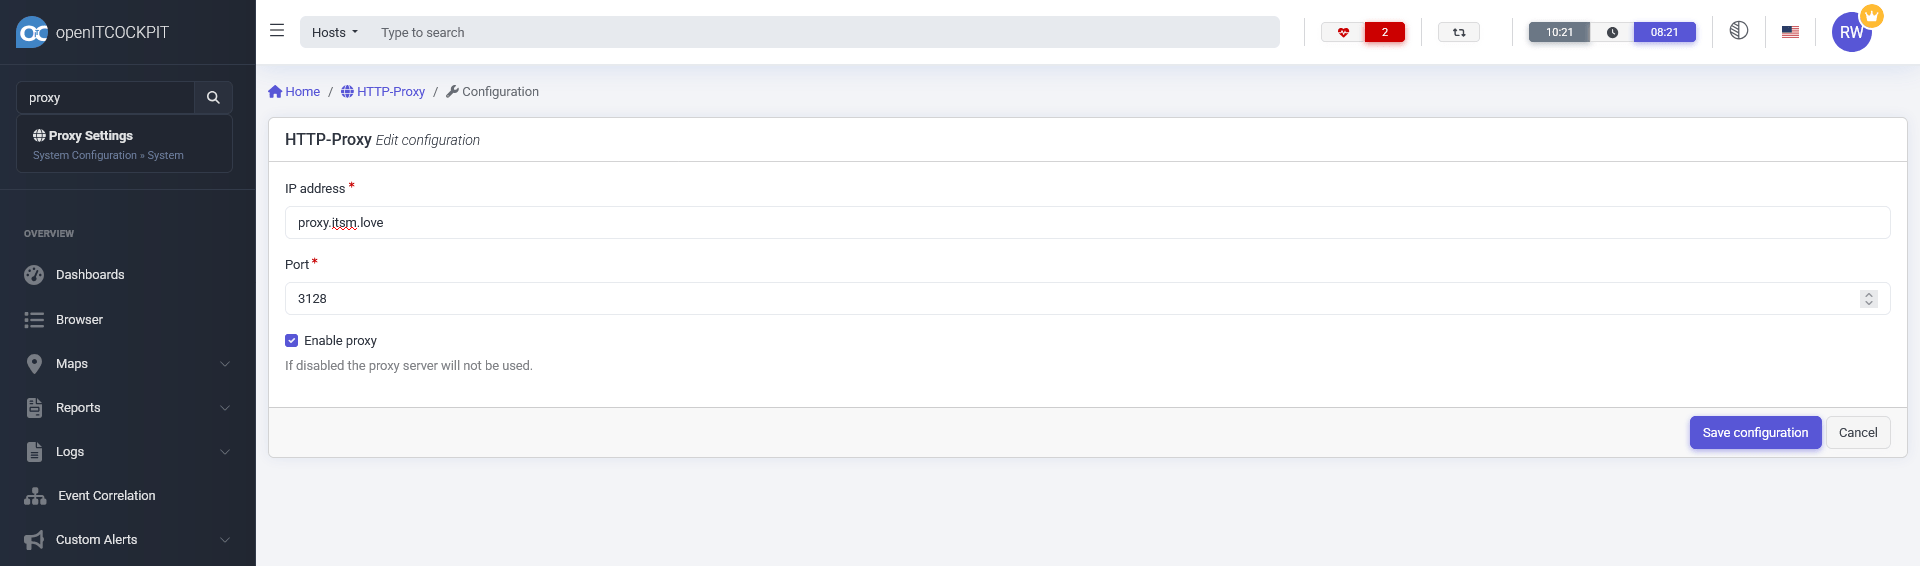 openITCOCKPIT
Hosts
Type to search
2
10:21
08:21
RW
proxy
Proxy Settings
System Configuration » System
OVERVIEW
Dashboards
Browser
Maps
Reports
Logs
Event Correlation
Custom Alerts
Home / HTTP-Proxy / Configuration
HTTP-Proxy Edit configuration
IP address *
proxy.itsm.love
Port *
3128
Enable proxy
If disabled the proxy server will not be used.
Save configuration
Cancel